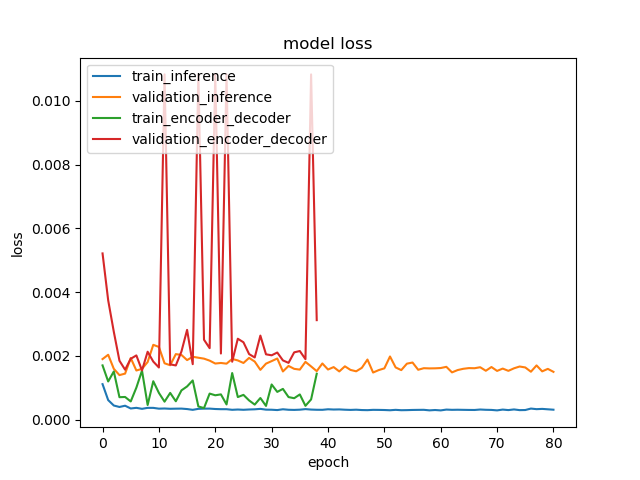 model loss
train_inference
validation_inference
train_encoder_decoder
validation_encoder_decoder
0.010
0.008
0.006
0.004
0.002
0.000
loss
0 10 20 30 40 50 60 70 80
epoch